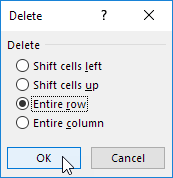 Delete
Delete
Shift cells left
Shift cells up
Entire row
Entire column
OK
Cancel